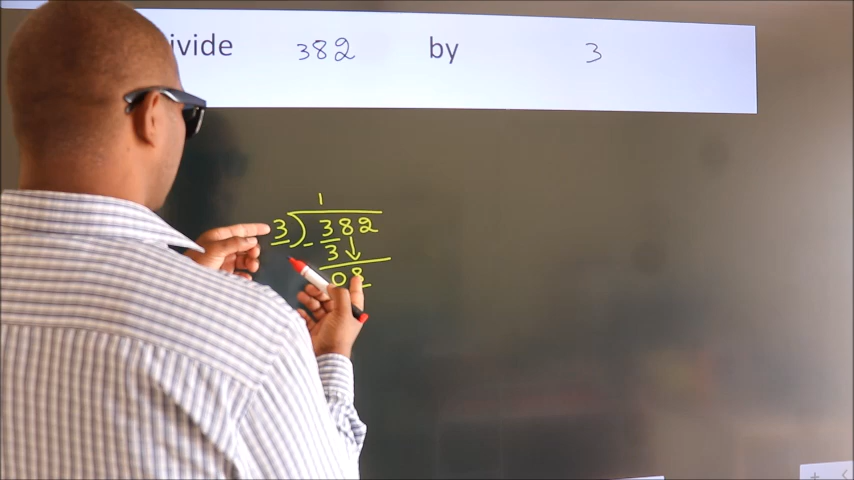 ivide 382 by 3
1
3 ) 382
- 3 ↓
08